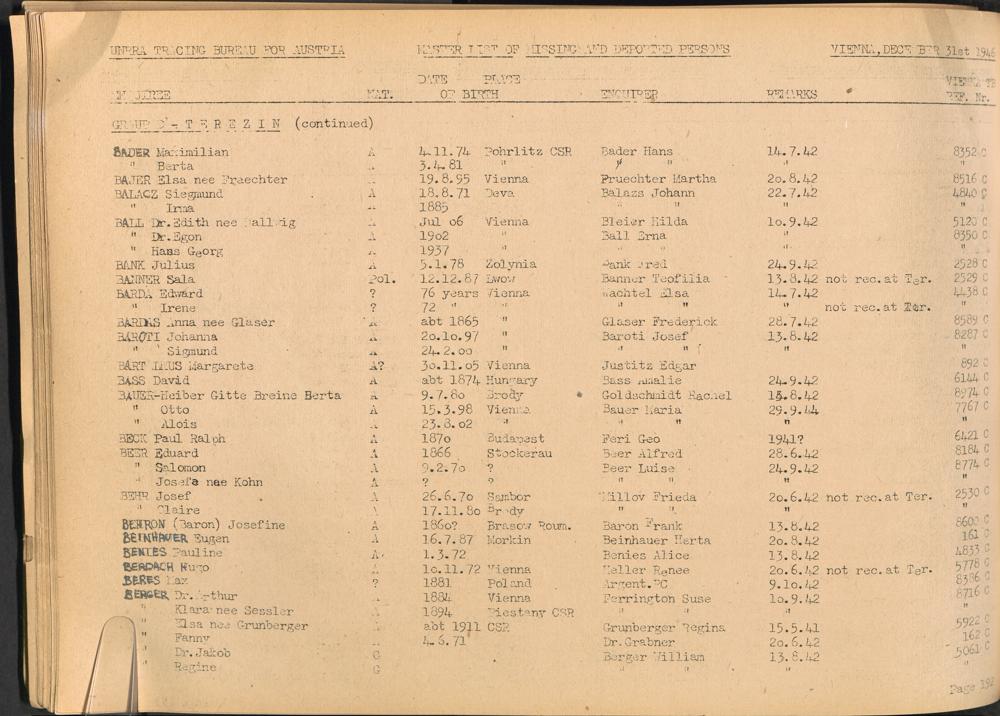 UNRRA TRACING BUREAU FOR AUSTRIA MASTER LIST OF MISSING AND DEPORTED PERSONS VIENNA, DECEMBER 31st 1946
DATE PLACE
NAT. OF BIRTH ENQUIRER REMARKS REF. Nr.
T E R E Z I N (continued)
BADER Maximilian A 4.11.74 Pohrlitz CSR Bader Hans 14.7.42 8352 C
" Berta 3.4.81 " " " "
BAJER Elsa nee Fraechter 19.8.95 Vienna Fruechter Martha 20.8.42 8516 C
BALACZ Siegmund 18.8.71 Deva Balazs Johann 22.7.42 4840 C
" Irma 1885 " " " "
BALL Dr.Edith nee Jul 06 Vienna Bleier Hilda 10.9.42 5120 C
" Dr.Egon A 1902 " Ball Erna 8350 C
" Hans Georg A 1937 " " " " "
BANK Julius A 5.1.78 Zolynia 24.9.42 2528 C
BANNER Sala Pol. 12.12.87 Lwow Banner Teofilia 13.8.42 not rec. at Ter. 2529 C
BARDA Edward ? 76 years Vienna Wachtel Elsa 14.7.42 4438 C
" Irene ? 72 " " " " " not rec. at Ter. "
BARDAS Anna nee Glaser abt 1865 " Glaser Frederick 28.7.42 8589 C
BAROTI Johanna 20.10.97 " Baroti Josef 13.8.42 8287 C
" Sigmund 24.2.00 " " " " "
Margarete A? 30.11.05 Vienna Justitz Edgar 892 C
BASS David A abt 1874 Hungary Bass Amalie 24.9.42 6144 C
BAUER-Heiber Gitte Breine Berta A 9.7.80 Brody Goldschmidt Rachel 13.8.42 8974 C
" Otto A 15.3.98 Vienna Bauer Maria 29.9.44 7767 C
" Alois 23.8.02 " " " "
BECK Paul Ralph A 1870 Budapest Feri Geo 1941? 6421 C
BEER Eduard A 1866 Stockerau Beer Alfred 28.6.42 8184 C
" Salomon A 9.2.70 ? Beer Luise 24.9.42 8774 C
" Josefa nee Kohn ? ? " " " "
BEHR Josef A 26.6.70 Sambor Frieda 20.6.42 not rec. at Ter. 2530 C
" Claire 17.11.80 Brody " " "
BEHRON (Baron) Josefine A 1860? Brasow Roum. Baron Frank 13.8.42 8600 C
BEINHAUER Eugen A 16.7.87 Morkin Beinhauer Herta 20.8.42 161 C
BENIES Pauline A 1.3.72 Benies Alice 13.8.42 4833 C
BERDACH Hugo 10.11.72 Vienna Heller Renee 20.6.42 not rec. at Ter. 5778 C
BERES Max ? 1881 Poland Argent. 9.10.42 8386 C
BERGER Dr. Arthur 1884 Vienna Ferrington Suse 10.9.42 8716 C
" Klara nee Sessler 1894 Piestany CSR " " "
" Elsa nee Grunberger abt 1911 CSR Grunberger Regina 15.5.41 5922 C
" Fanny 4.6.71 Dr. Grabner 20.6.42 162 C
" Dr. Jakob G Berger William 13.8.42 5061 C
" Regine G " " " "
Page